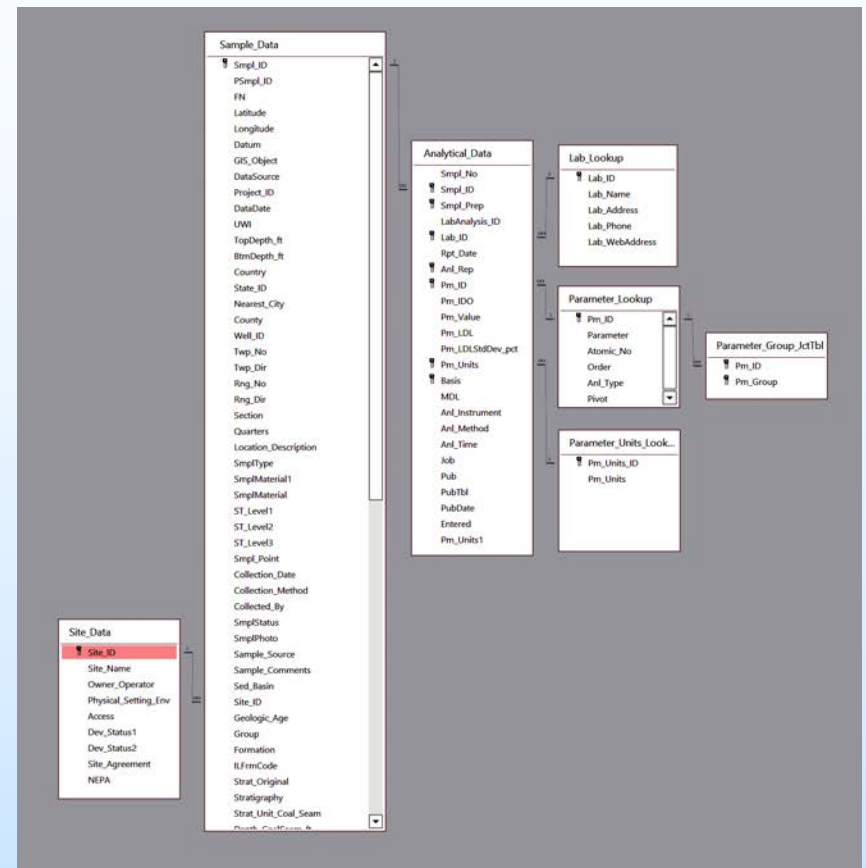 Sample_Data
Smpl_ID
PSmpl_ID
FN
Latitude
Longitude
Datum
GIS_Object
DataSource
Project_ID
DataDate
UWI
TopDepth_ft
BtmDepth_ft
Country
State_ID
Nearest_City
County
Well_ID
Twp_No
Twp_Dir
Rng_No
Rng_Dir
Section
Quarters
Location_Description
SmplType
SmplMaterial1
SmplMaterial
ST_Level1
ST_Level2
ST_Level3
Smpl_Point
Collection_Date
Collection_Method
Collected_By
SmplStatus
SmplPhoto
Sample_Source
Sample_Comments
Sed_Basin
Site_ID
Geologic_Age
Group
Formation
ILFrmCode
Strat_Original
Stratigraphy
Strat_Unit_Coal_Seam
Depth_CoalSeam_ft
Analytical_Data
Smpl_No
Smpl_ID
Smpl_Prep
LabAnalysis_ID
Lab_ID
Rpt_Date
Anl_Rep
Pm_ID
Pm_IDO
Pm_Value
Pm_LDL
Pm_LDLStdDev_pct
Pm_Units
Basis
MDL
Anl_Instrument
Anl_Method
Anl_Time
Job
Pub
PubTbl
PubDate
Entered
Pm_Units1
Lab_Lookup
Lab_ID
Lab_Name
Lab_Address
Lab_Phone
Lab_WebAddress
Parameter_Lookup
Pm_ID
Parameter
Atomic_No
Order
Anl_Type
Pivot
Parameter_Group_JctTbl
Pm_ID
Pm_Group
Parameter_Units_Look...
Pm_Units_ID
Pm_Units
Site_Data
Site_ID
Site_Name
Owner_Operator
Physical_Setting_Env
Access
Dev_Status1
Dev_Status2
Site_Agreement
NEPA